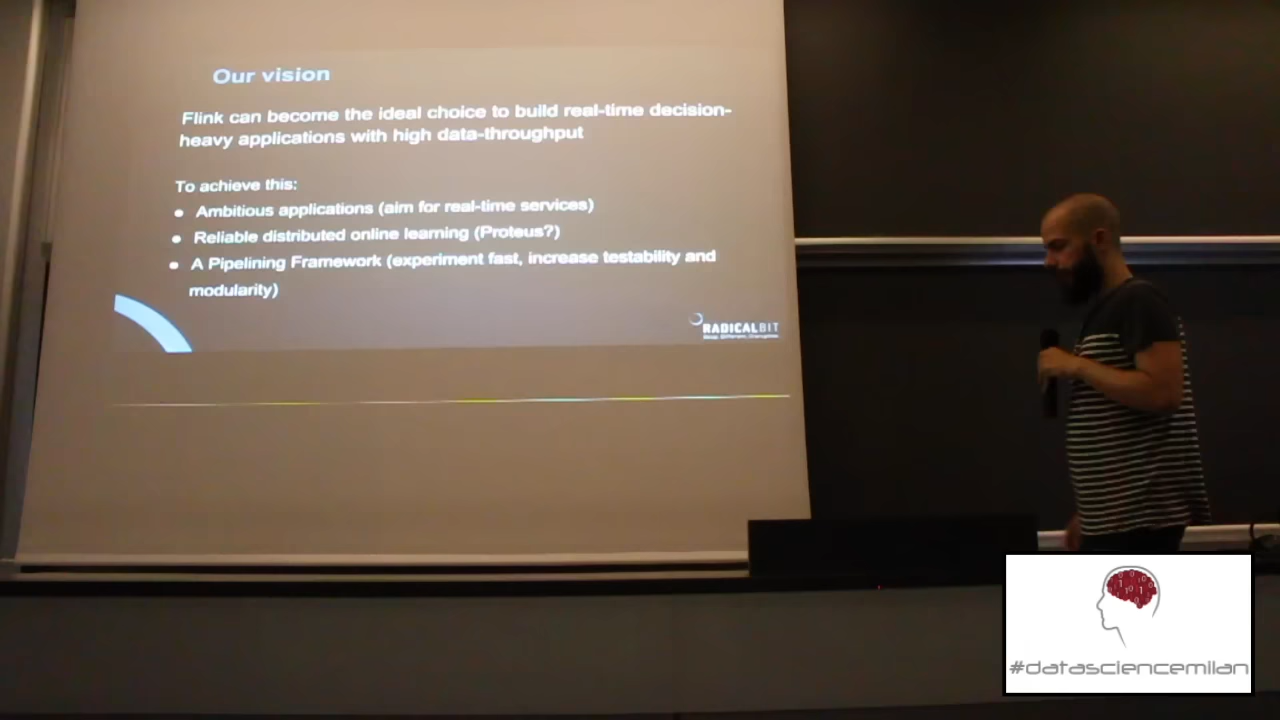 Our vision
Flink can become the ideal choice to build real-time decision-
heavy applications with high data-throughput
To achieve this:
● Ambitious applications (aim for real-time services)
● Reliable distributed online learning (Proteus?)
● A Pipelining Framework (experiment fast, increase testability and
modularity)
RADICALBIT
#datasciencemilan